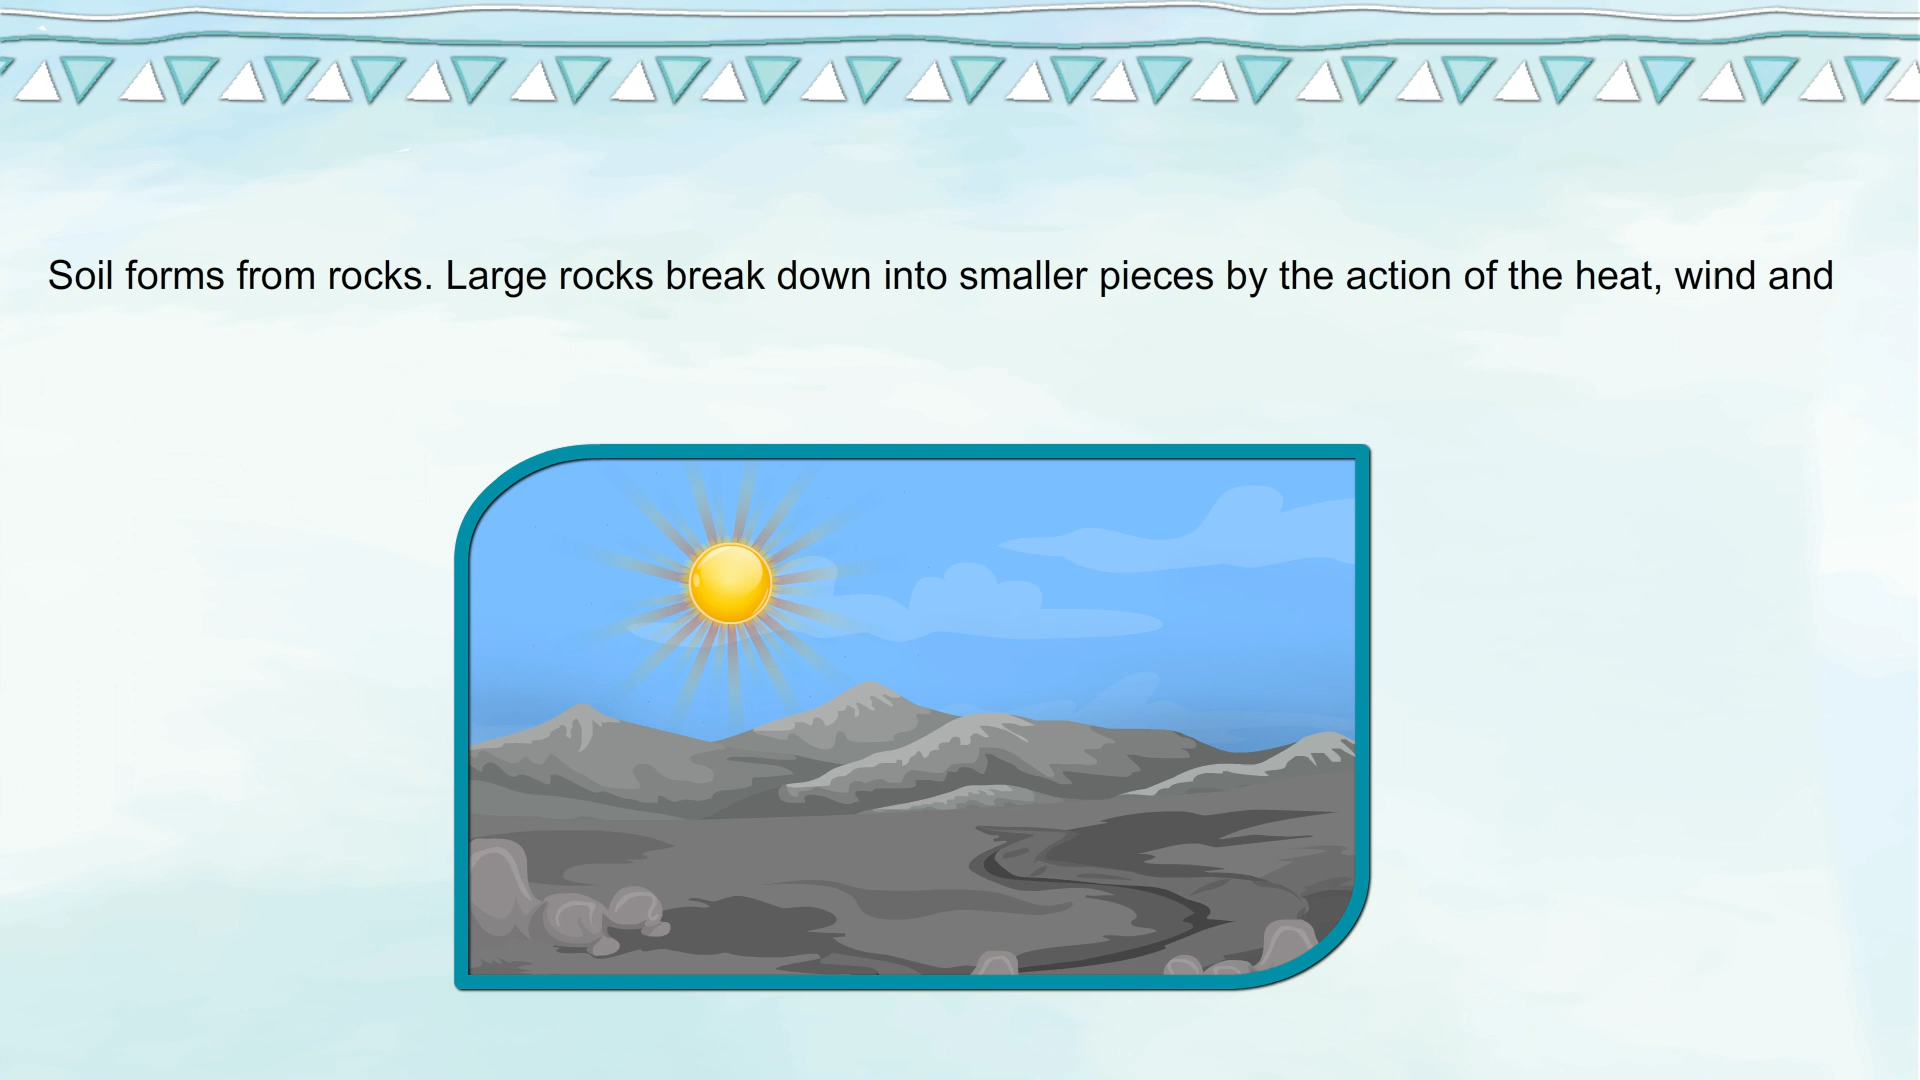 Soil forms from rocks. Large rocks break down into smaller pieces by the action of the heat, wind and